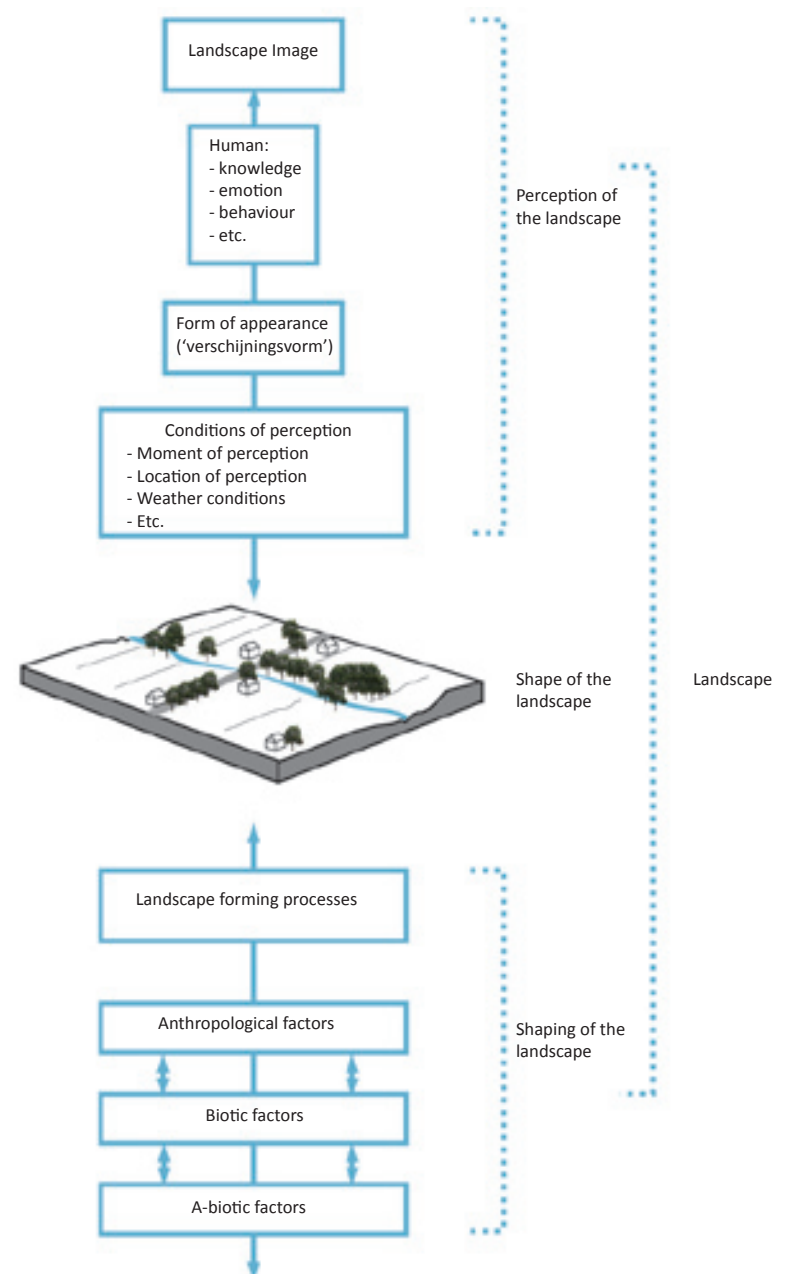 Landscape Image
Human:
- knowledge
- emotion
- behaviour
- etc.
Perception of
the landscape
Form of appearance
(‘verschijningsvorm’)
Conditions of perception
- Moment of perception
- Location of perception
- Weather conditions
- Etc.
Shape of the
landscape
Landscape
Landscape forming processes
Anthropological factors
Shaping of the
landscape
Biotic factors
A-biotic factors